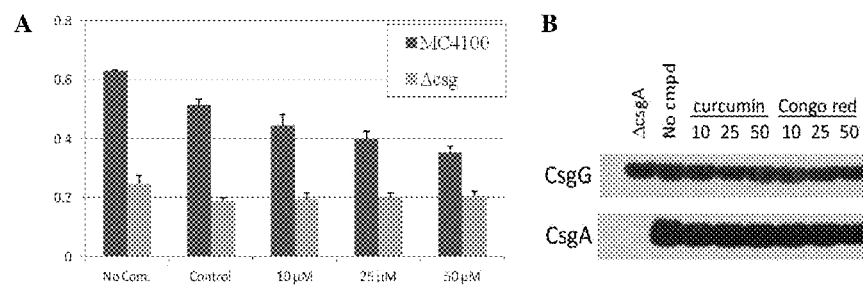 A
B
0.8
0.6
0.4
0.2
0
MC4100
Δcsg
No Com.
Control
10 µM
25 µM
50 µM
ΔcsgA
No cmpd
curcumin
Congo red
10 25 50 10 25 50
CsgG
CsgA